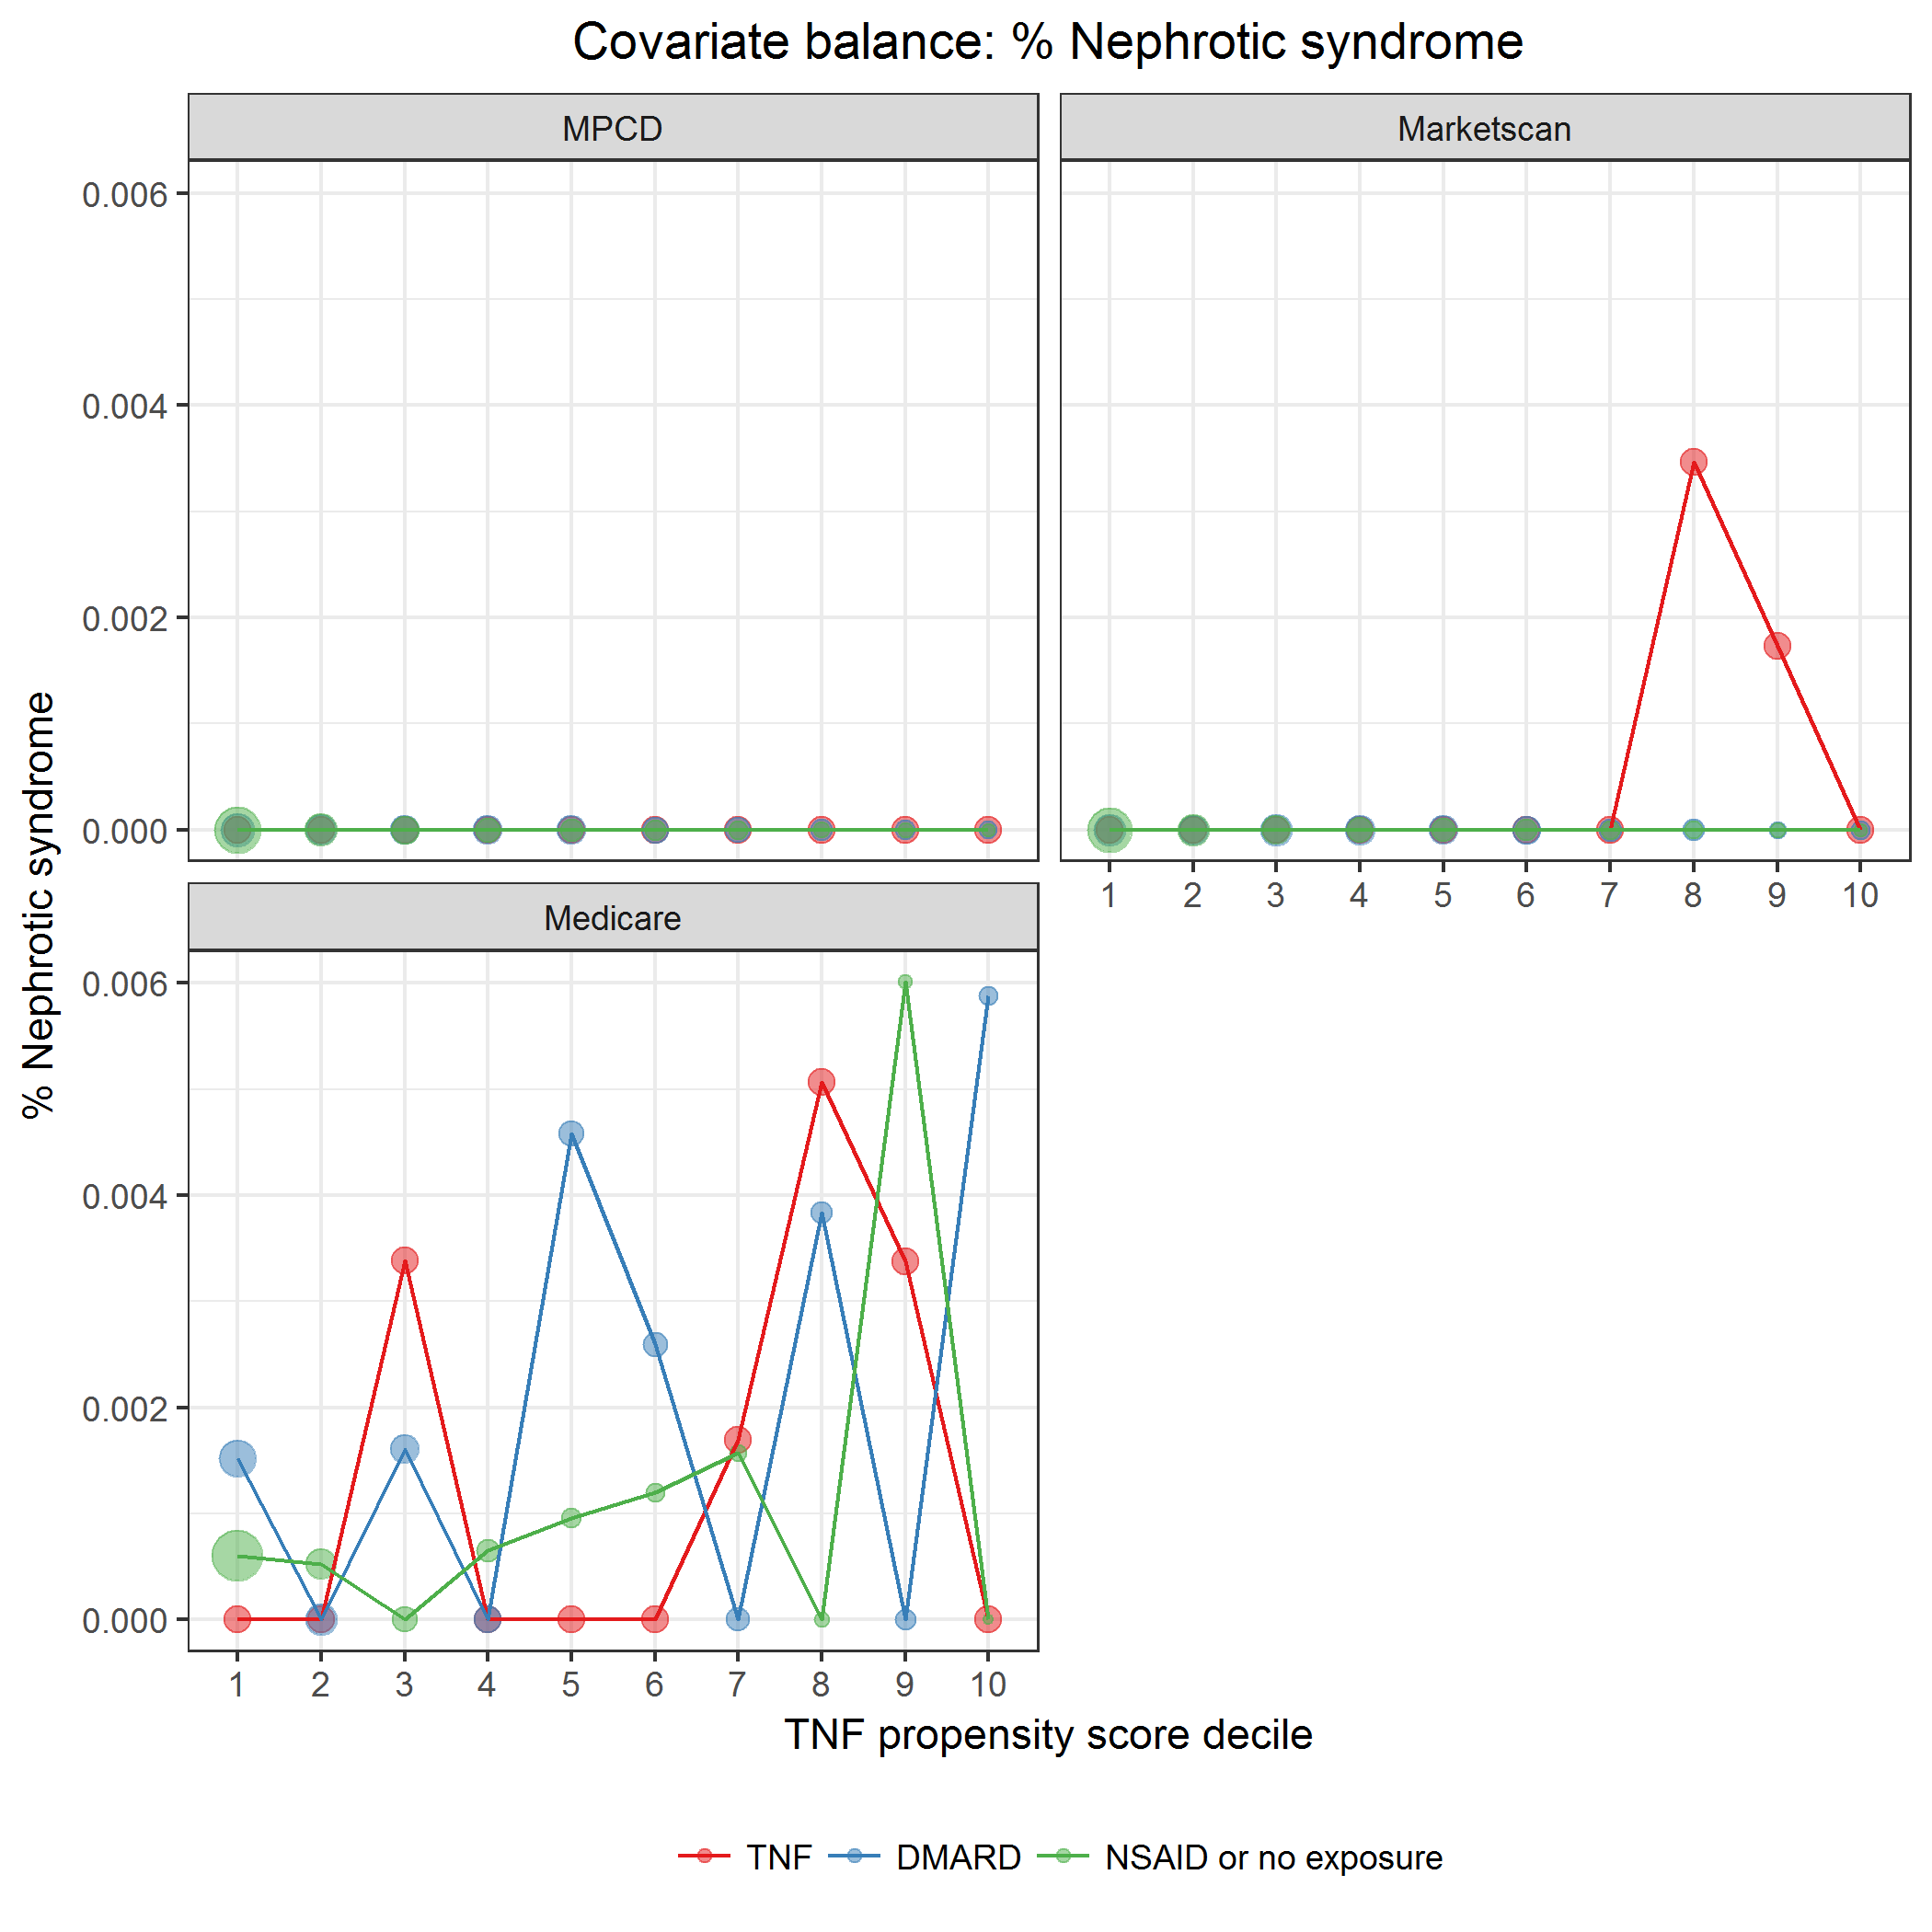 Covariate balance: % Nephrotic syndrome
MPCD
Marketscan
0.006
0.004
0.002
0.000
1 2 3 4 5 6 7 8 9 10
% Nephrotic syndrome
Medicare
0.006
0.004
0.002
0.000
1 2 3 4 5 6 7 8 9 10
TNF propensity score decile
TNF DMARD NSAID or no exposure